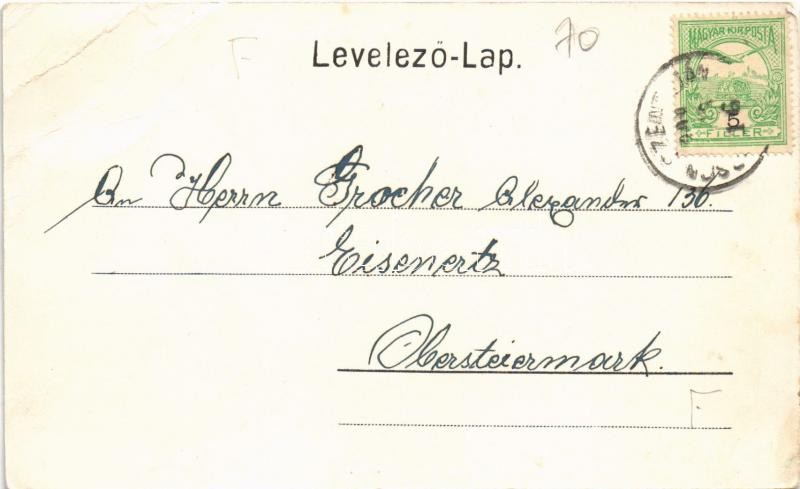 F
Levelező-Lap.
70
MAGYAR KIR. POSTA
5
FILLÉR
An Herrn Grocher Alexander 136.
Eisenertz
Obersteiermark.
F